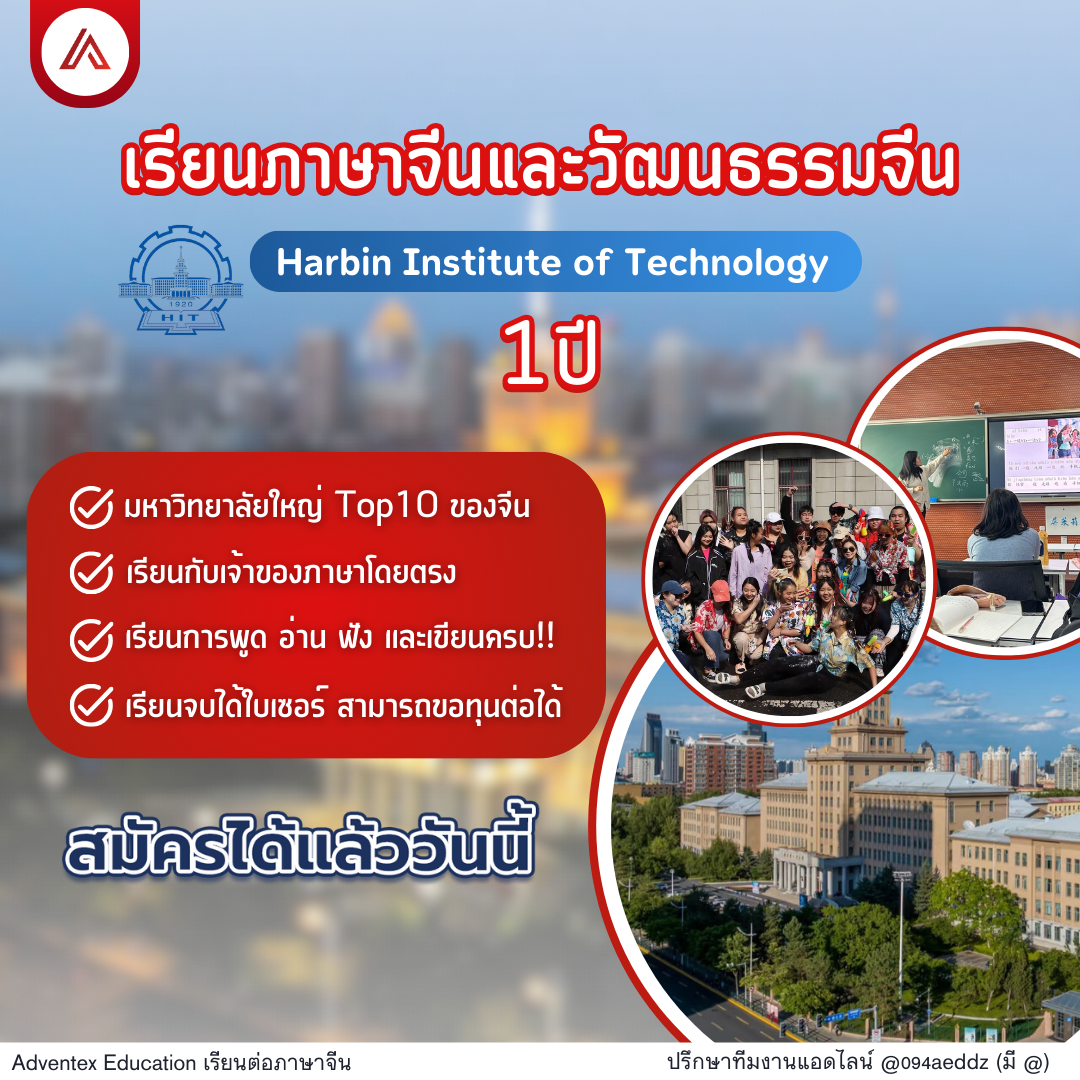 เรียนภาษาจีนและวัฒนธรรมจีน
Harbin Institute of Technology
1920
HIT
1 ปี
มหาวิทยาลัยใหญ่ Top10 ของจีน
เรียนกับเจ้าของภาษาโดยตรง
เรียนการพูด อ่าน ฟัง และเขียนครบ!!
เรียนจบได้ใบเซอร์ สามารถขอทุนต่อได้
สมัครได้แล้ววันนี้
Adventex Education เรียนต่อภาษาจีน
ปรึกษาทีมงานแอดไลน์ @094aeddz (มี @)